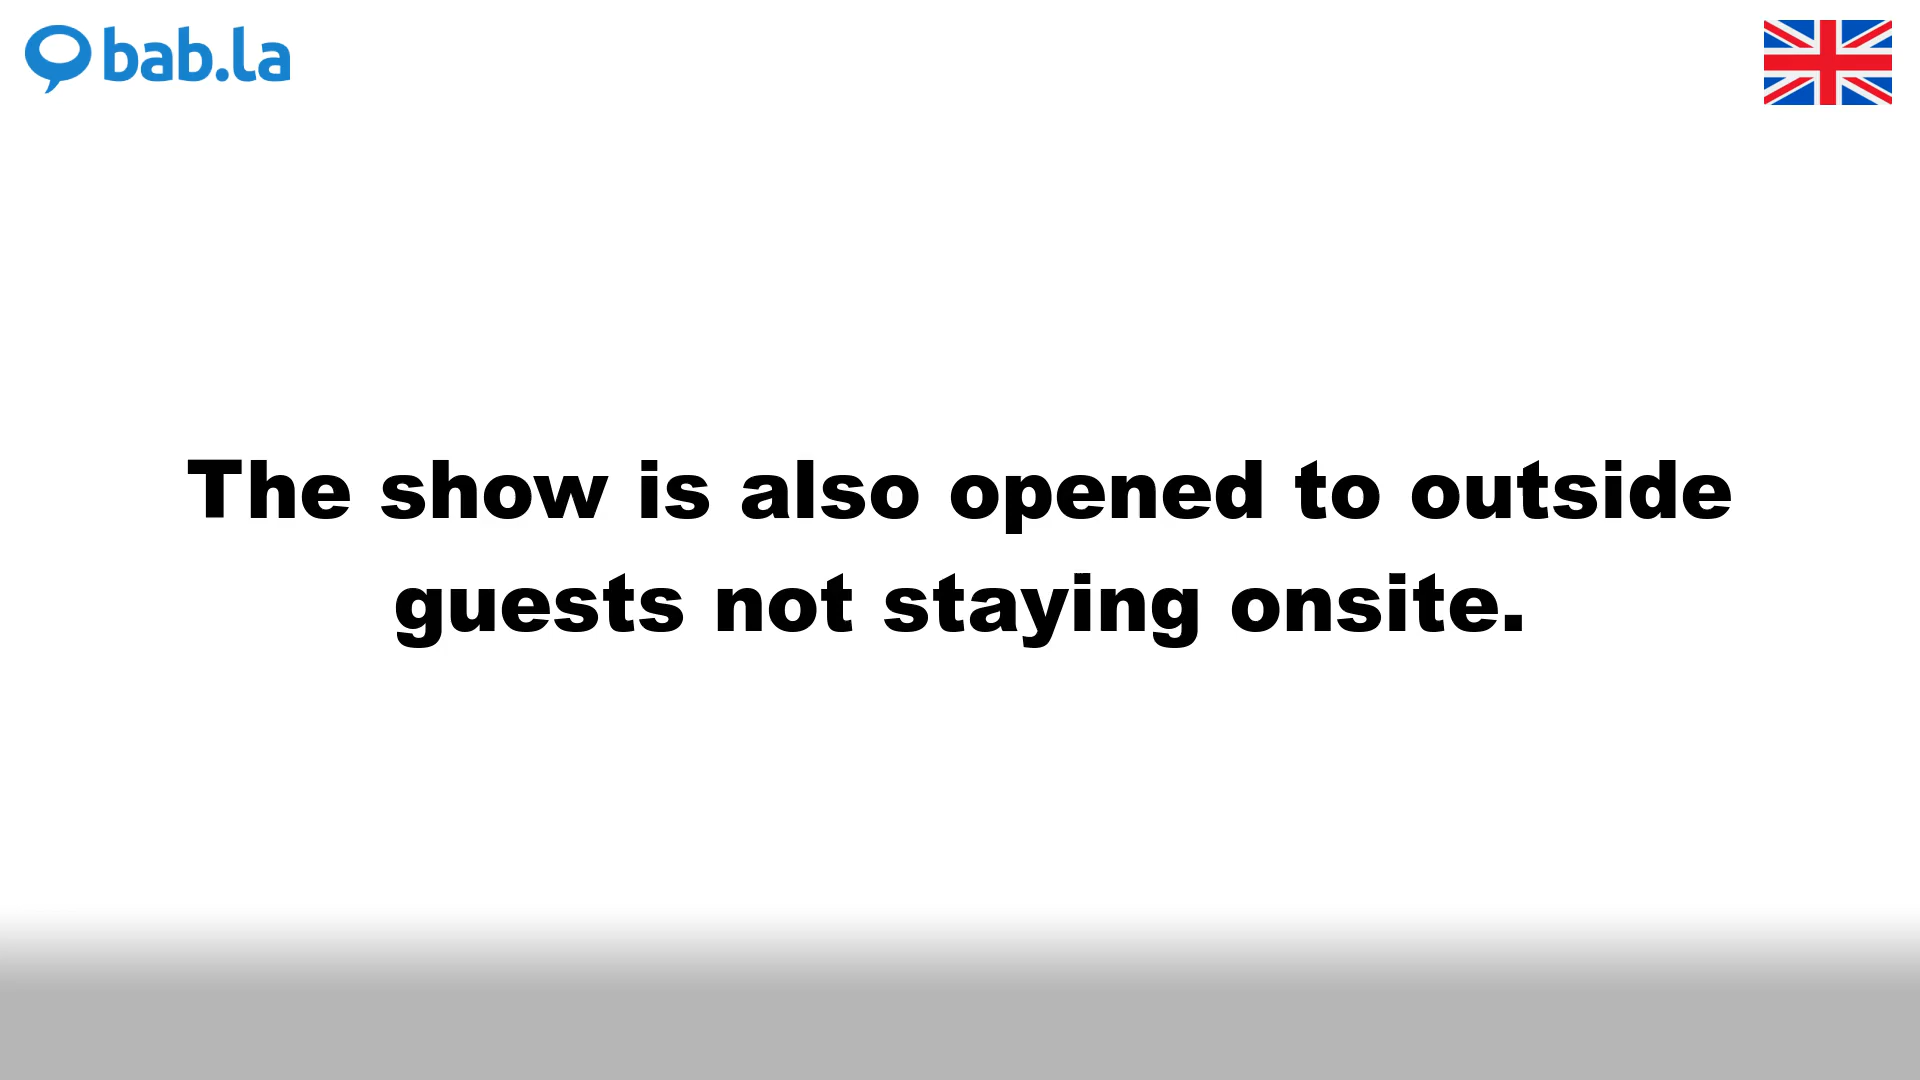 bab.la
The show is also opened to outside
guests not staying onsite.